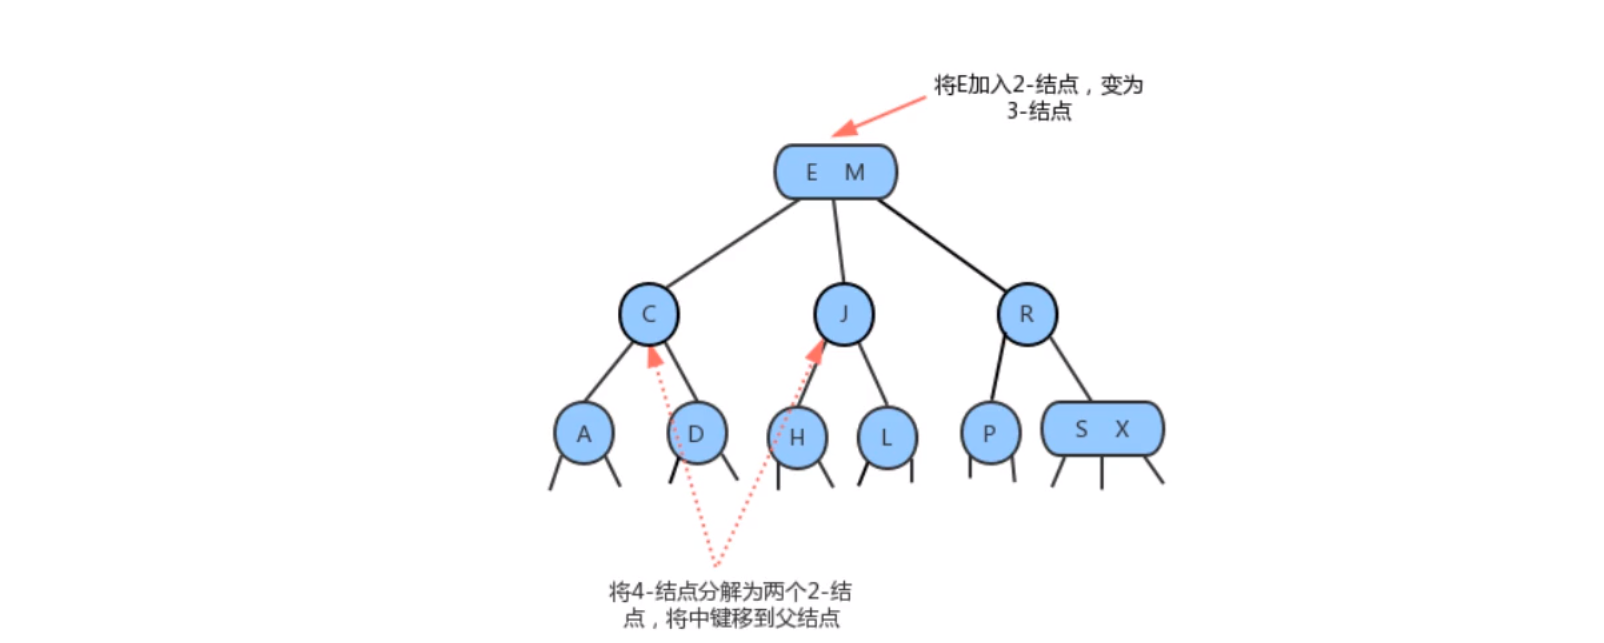 将E加入2-结点，变为
3-结点
E M
C J R
A D H L P S X
将4-结点分解为两个2-结
点，将中键移到父结点